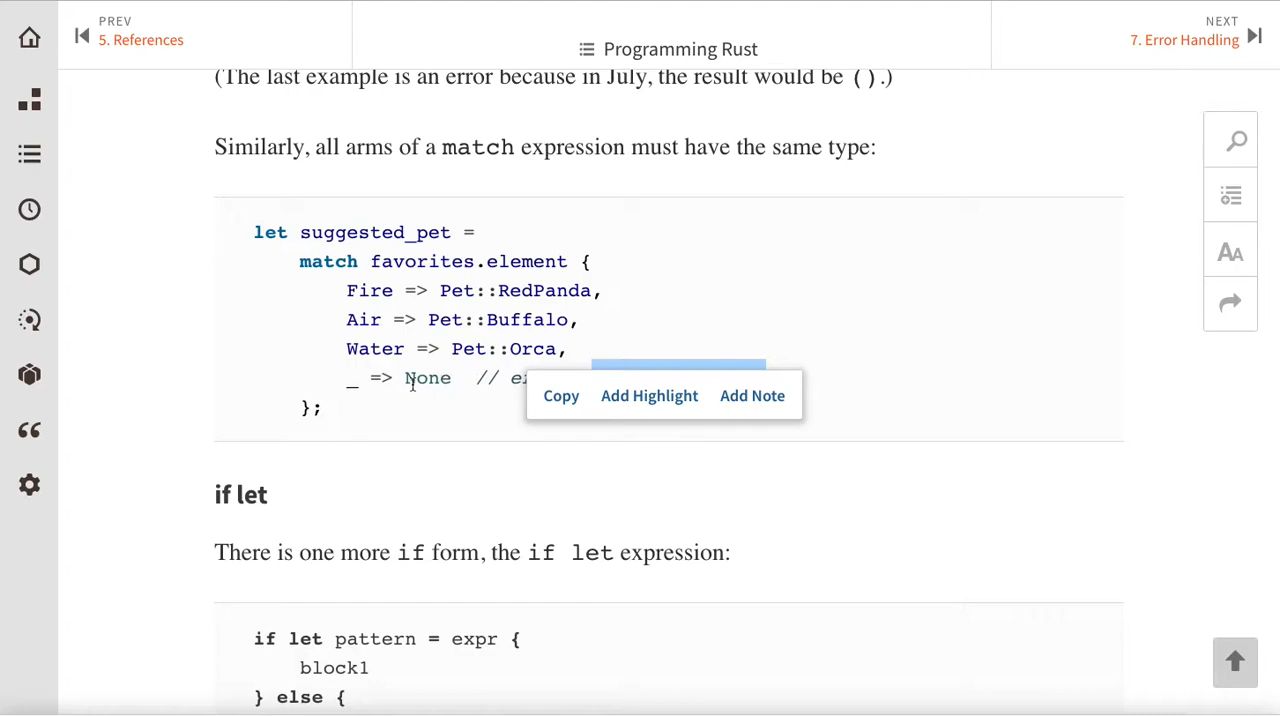 PREV
5. References
Programming Rust
NEXT
7. Error Handling
(The last example is an error because in July, the result would be ().)
Similarly, all arms of a match expression must have the same type:
let suggested_pet =
match favorites.element {
Fire => Pet::RedPanda,
Air => Pet::Buffalo,
Water => Pet::Orca,
_ => None //
Copy Add Highlight Add Note
};
if let
There is one more if form, the if let expression:
if let pattern = expr {
block1
} else {